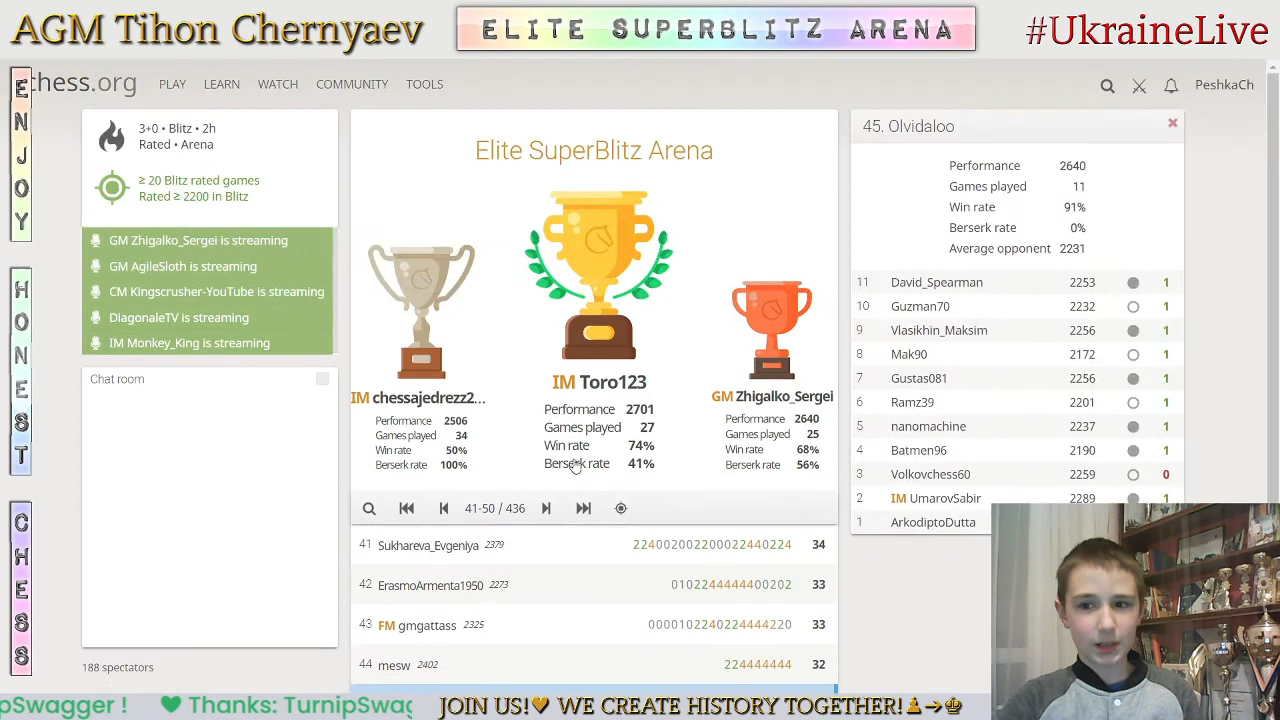 AGM Tihon Chernyaev
ELITE SUPERBLITZ ARENA
#UkraineLive
ENJOY
HONEST
CHESS
chess.org
PLAY LEARN WATCH COMMUNITY TOOLS
PeshkaCh
3+0 • Blitz • 2h
Rated • Arena
≥ 20 Blitz rated games
Rated ≥ 2200 in Blitz
GM Zhigalko_Sergei is streaming
GM AgileSloth is streaming
CM Kingscrusher-YouTube is streaming
DiagonaleTV is streaming
IM Monkey_King is streaming
Chat room
188 spectators
Elite SuperBlitz Arena
IM chessajedrezz2...
Performance 2506
Games played 34
Win rate 50%
Berserk rate 100%
IM Toro123
Performance 2701
Games played 27
Win rate 74%
Berserk rate 41%
GM Zhigalko_Sergei
Performance 2640
Games played 25
Win rate 68%
Berserk rate 56%
41-50 / 436
41 Sukhareva_Evgeniya 2379 224002002200022440224 34
42 ErasmoArmenta1950 2273 010224444400202 33
43 FM gmgattass 2325 0000102240224444220 33
44 mesw 2402 224444444 32
45. Olvidaloo
Performance 2640
Games played 11
Win rate 91%
Berserk rate 0%
Average opponent 2231
11 David_Spearman 2253 1
10 Guzman70 2232 1
9 Vlasikhin_Maksim 2256 1
8 Mak90 2172 1
7 Gustas081 2256 1
6 Ramz39 2201 1
5 nanomachine 2237 1
4 Batmen96 2190 1
3 Volkovchess60 2259 0
2 IM UmarovSabir 2289 1
1 ArkodiptoDutta
pSwagger ! Thanks: TurnipSwag
JOIN US!♥ WE CREATE HISTORY TOGETHER!♟→♚